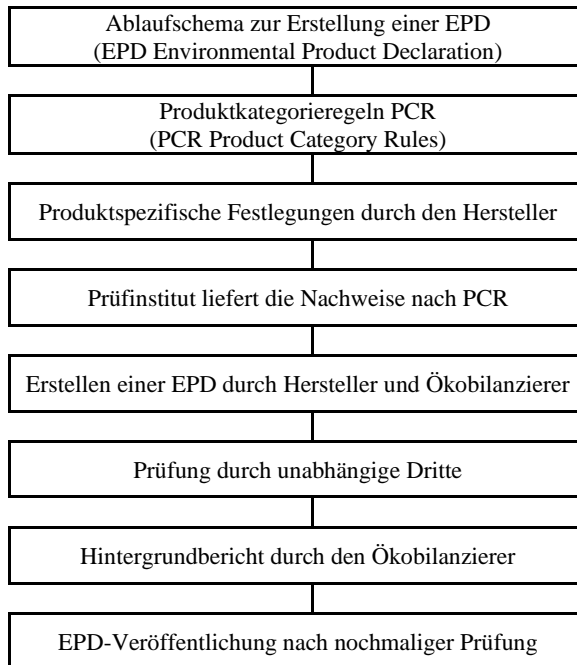 Ablaufschema zur Erstellung einer EPD
(EPD Environmental Product Declaration)
Produktkategorieregeln PCR
(PCR Product Category Rules)
Produktspezifische Festlegungen durch den Hersteller
Prüfinstitut liefert die Nachweise nach PCR
Erstellen einer EPD durch Hersteller und Ökobilanzierer
Prüfung durch unabhängige Dritte
Hintergrundbericht durch den Ökobilanzierer
EPD-Veröffentlichung nach nochmaliger Prüfung